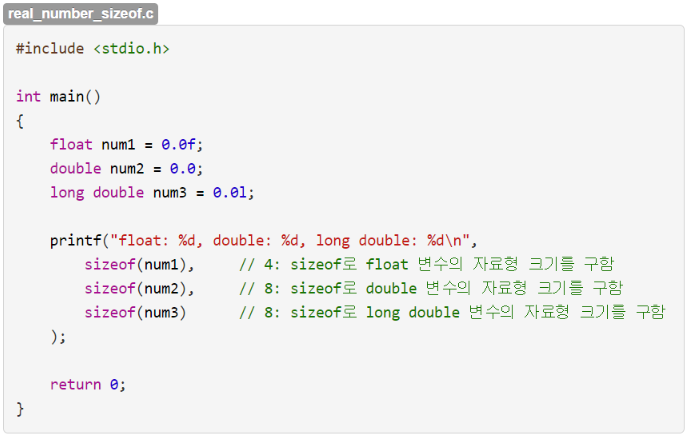 real_number_sizeof.c
#include <stdio.h>
int main()
{
float num1 = 0.0f;
double num2 = 0.0;
long double num3 = 0.0l;
printf("float: %d, double: %d, long double: %d\n",
sizeof(num1), // 4: sizeof로 float 변수의 자료형 크기를 구함
sizeof(num2), // 8: sizeof로 double 변수의 자료형 크기를 구함
sizeof(num3) // 8: sizeof로 long double 변수의 자료형 크기를 구함
);
return 0;
}